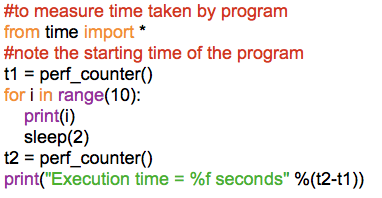 #to measure time taken by program
from time import *
#note the starting time of the program
t1 = perf_counter()
for i in range(10):
    print(i)
    sleep(2)
t2 = perf_counter()
print("Execution time = %f seconds" %(t2-t1))